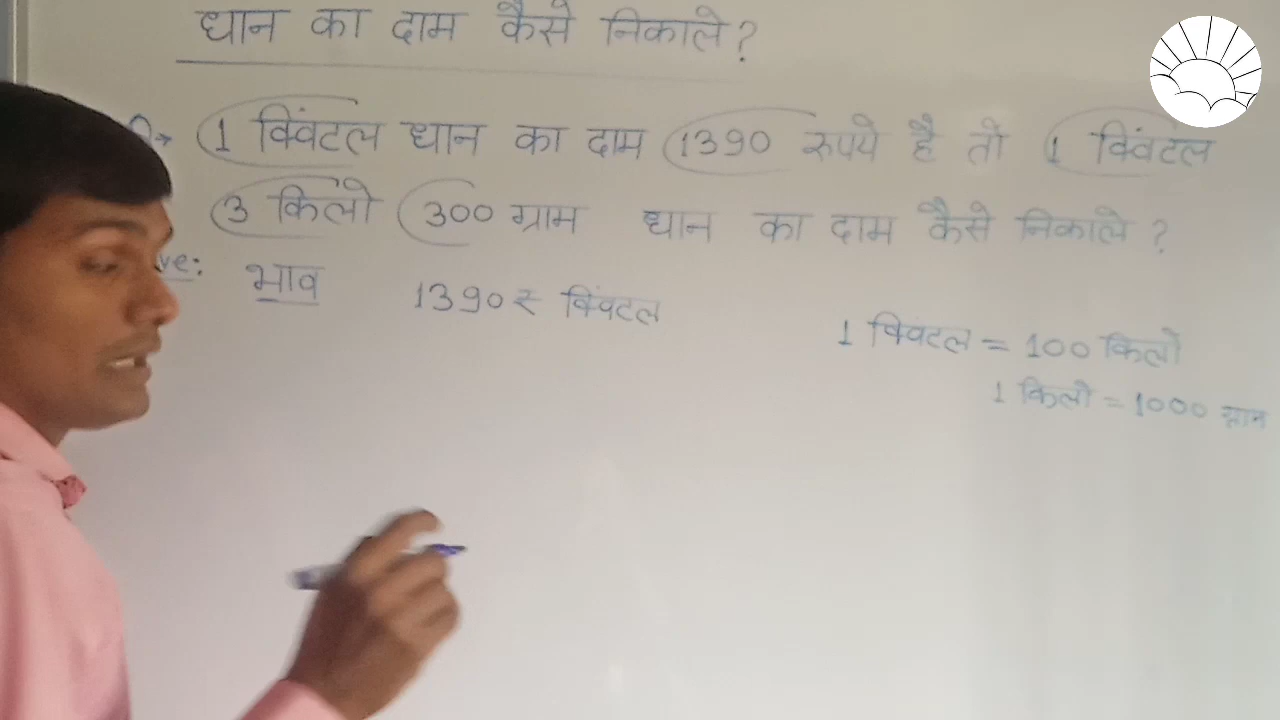 धान का दाम कैसे निकाले?
1 क्विंटल धान का दाम 1390 रुपये है तो 1 क्विंटल
3 किलो 300 ग्राम धान का दाम कैसे निकाले?
भाव 1390₹ क्विंटल
1 क्विंटल = 100 किलो
1 किलो = 1000 ग्राम